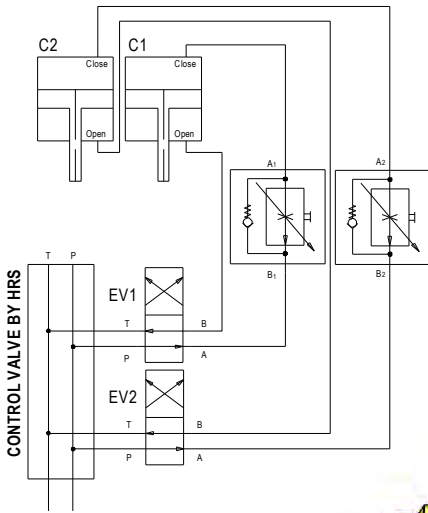 C2
C1
Close
Close
Open
Open
A1
A2
B1
B2
T P
EV1
T B
P A
EV2
T B
P A
CONTROL VALVE BY HRS